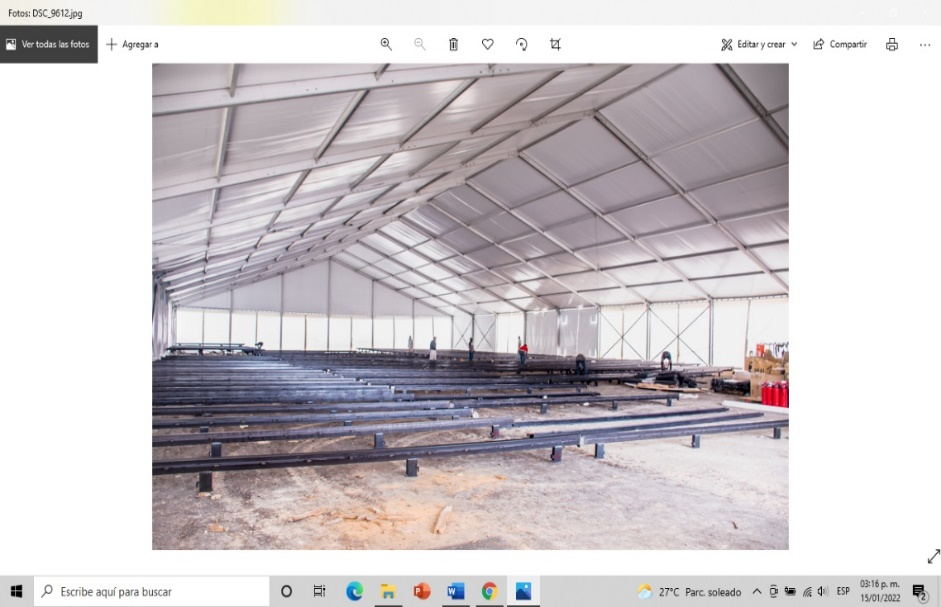 Fotos: DSC_9612.jpg
Ver todas las fotos
Agregar a
Editar y crear
Compartir
Escribe aquí para buscar
27°C Parc. soleado
ESP
03:16 p. m.
15/01/2022
2